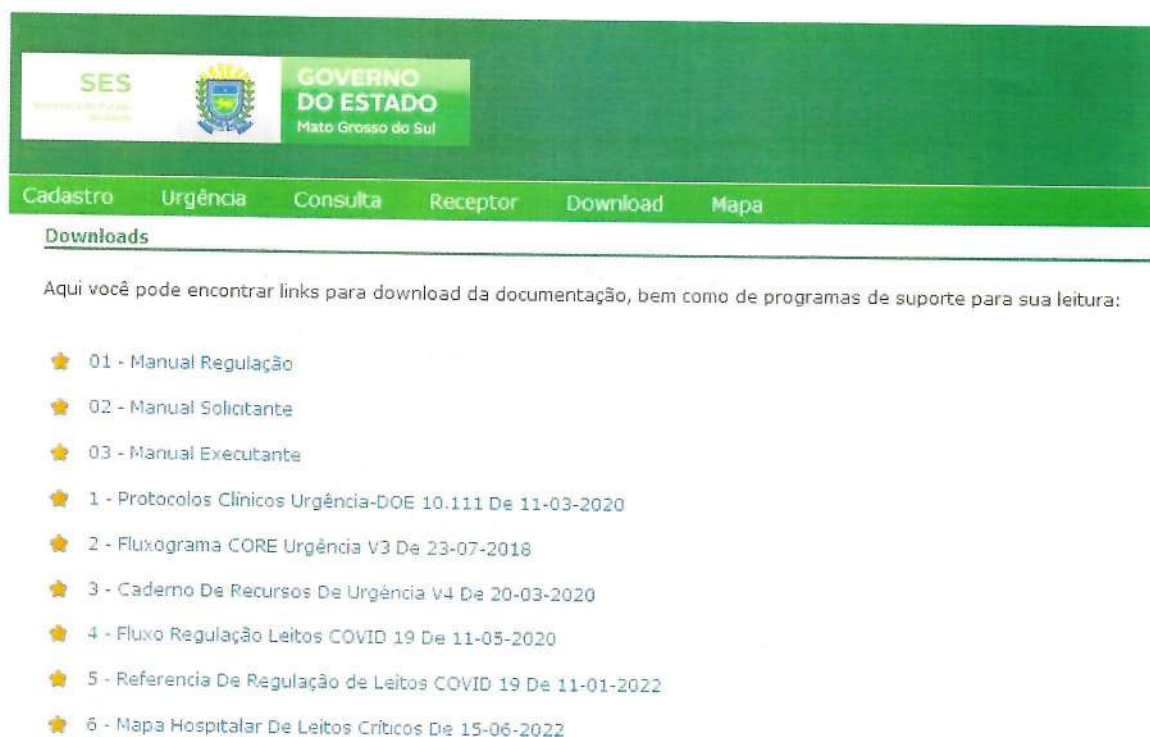 SES
GOVERNO
DO ESTADO
Mato Grosso do Sul
Cadastro Urgência Consulta Receptor Download Mapa
Downloads
Aqui você pode encontrar links para download da documentação, bem como de programas de suporte para sua leitura:
01 - Manual Regulação
02 - Manual Solicitante
03 - Manual Executante
1 - Protocolos Clínicos Urgência-DOE 10.111 De 11-03-2020
2 - Fluxograma CORE Urgência V3 De 23-07-2018
3 - Caderno De Recursos De Urgência V4 De 20-03-2020
4 - Fluxo Regulação Leitos COVID 19 De 11-05-2020
5 - Referencia De Regulação de Leitos COVID 19 De 11-01-2022
6 - Mapa Hospitalar De Leitos Críticos De 15-06-2022